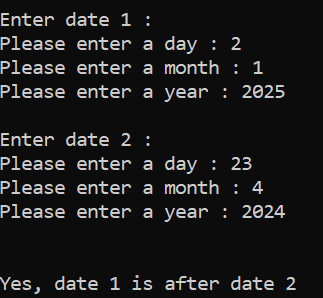 Enter date 1 :
Please enter a day : 2
Please enter a month : 1
Please enter a year : 2025
Enter date 2 :
Please enter a day : 23
Please enter a month : 4
Please enter a year : 2024
Yes, date 1 is after date 2